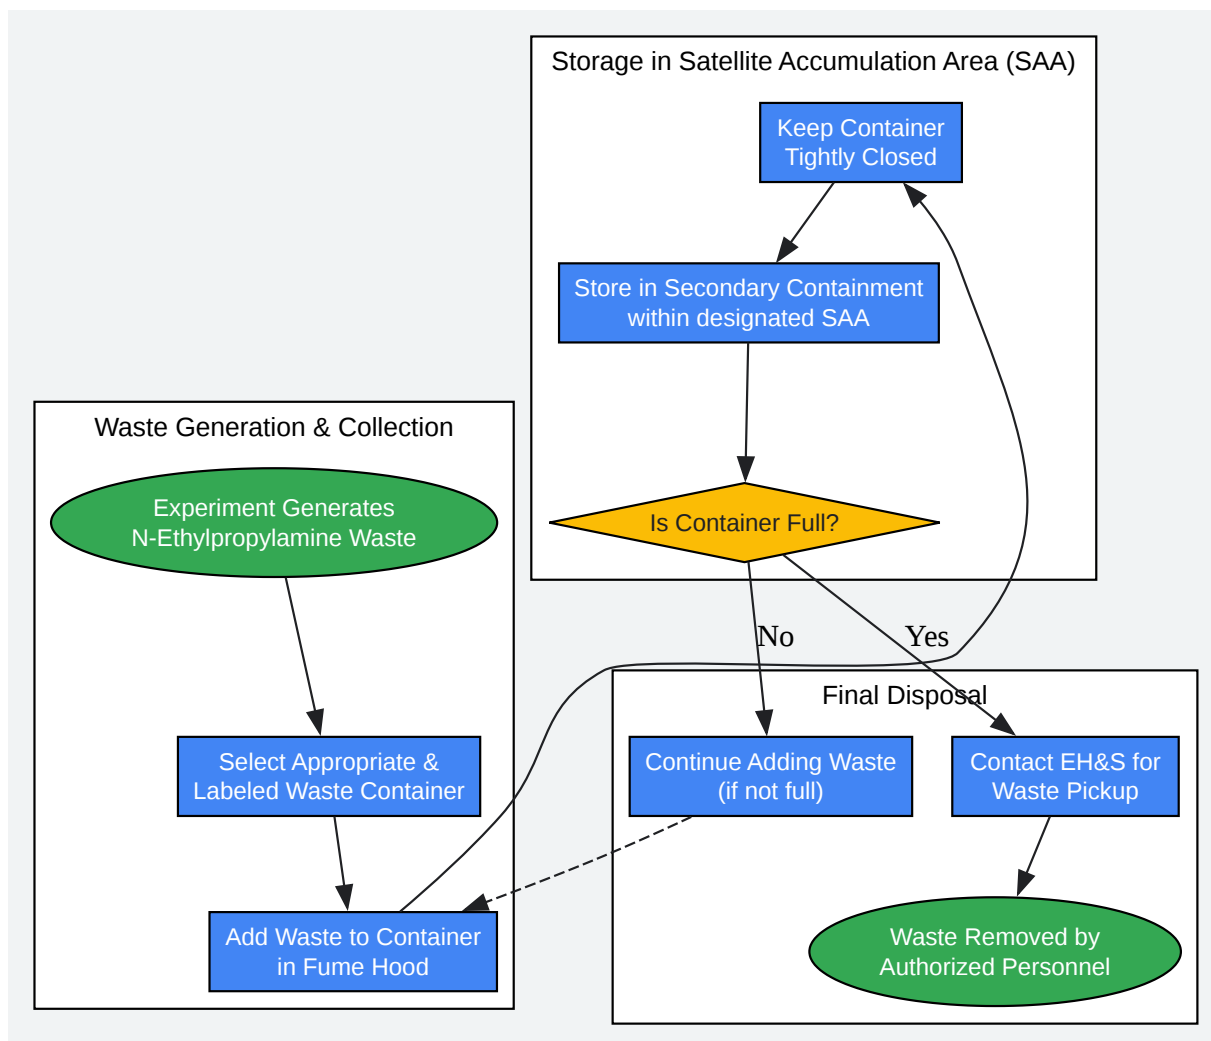 Storage in Satellite Accumulation Area (SAA)
Keep Container
Tightly Closed
Store in Secondary Containment
within designated SAA
Is Container Full?
Waste Generation & Collection
Experiment Generates
N-Ethylpropylamine Waste
Select Appropriate &
Labeled Waste Container
Add Waste to Container
in Fume Hood
No
Yes
Final Disposal
Continue Adding Waste
(if not full)
Contact EH&S for
Waste Pickup
Waste Removed by
Authorized Personnel